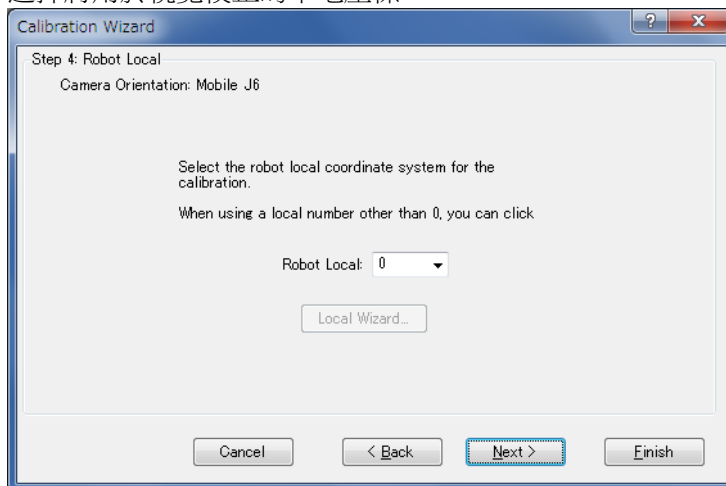 Calibration Wizard
Step 4: Robot Local
Camera Orientation: Mobile J6
Select the robot local coordinate system for the
calibration.
When using a local number other than 0, you can click
Robot Local: 0
Local Wizard...
Cancel
< Back
Next >
Finish